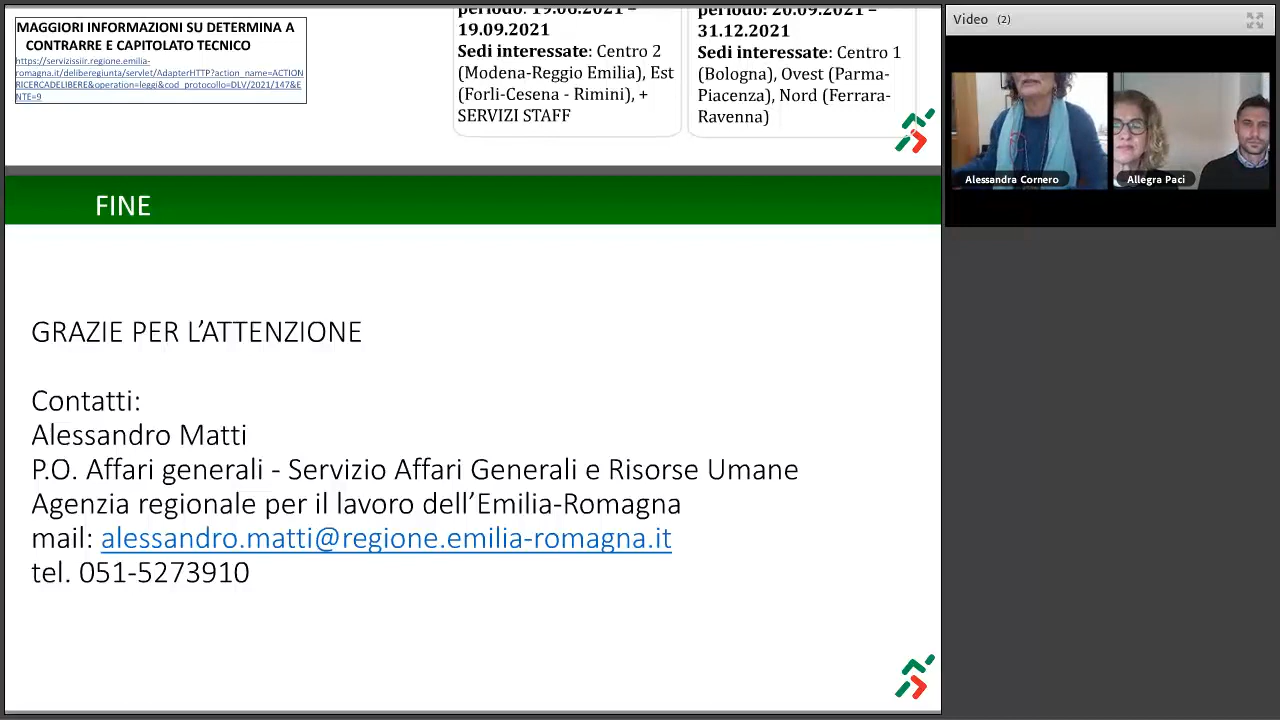 MAGGIORI INFORMAZIONI SU DETERMINA A
CONTRARRE E CAPITOLATO TECNICO
https://servizissiir.regione.emilia-
romagna.it/deliberegiunta/servlet/AdapterHTTP?action_name=ACTION
RICERCADELIBERE&operation=leggi&cod_protocollo=DLV/2021/147&E
NTE=9
periodo: 19.06.2021 –
19.09.2021
Sedi interessate: Centro 2
(Modena-Reggio Emilia), Est
(Forli-Cesena - Rimini), +
SERVIZI STAFF
periodo: 20.09.2021 –
31.12.2021
Sedi interessate: Centro 1
(Bologna), Ovest (Parma-
Piacenza), Nord (Ferrara-
Ravenna)
FINE
GRAZIE PER L’ATTENZIONE
Contatti:
Alessandro Matti
P.O. Affari generali - Servizio Affari Generali e Risorse Umane
Agenzia regionale per il lavoro dell’Emilia-Romagna
mail: alessandro.matti@regione.emilia-romagna.it
tel. 051-5273910
Video (2)
Alessandra Cornero
Allegra Paci